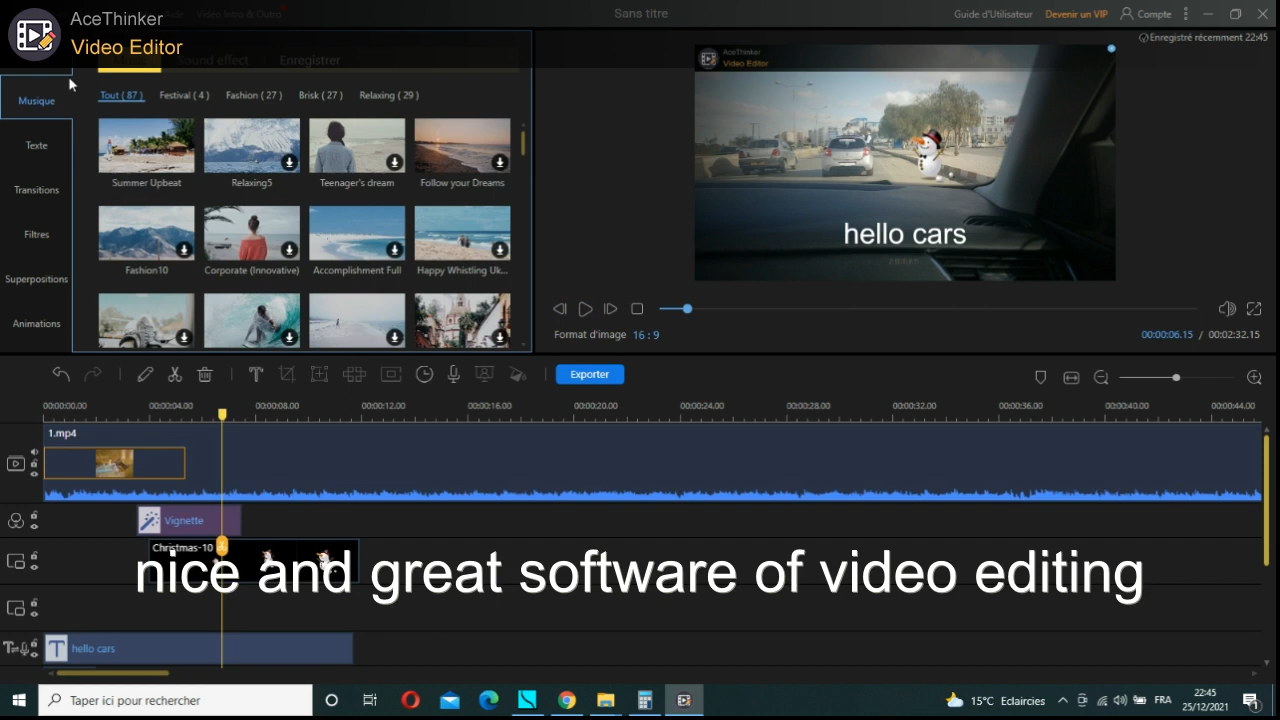 AceThinker
Video Editor
Sans titre
Guide d'Utilisateur
Devenir un VIP
Compte
Enregistré récemment 22:45
Sound effect
Enregistrer
Musique
Texte
Transitions
Filtres
Superpositions
Animations
Tout ( 87 )
Festival ( 4 )
Fashion ( 27 )
Brisk ( 27 )
Relaxing ( 29 )
Summer Upbeat
Relaxing5
Teenager's dream
Follow your Dreams
Fashion10
Corporate (Innovative)
Accomplishment Full
Happy Whistling Uk...
AceThinker
Video Editor
hello cars
Format d'image 16 : 9
00:00:06.15 / 00:02:32.15
Exporter
00:00:00.00
00:00:04.00
00:00:08.00
00:00:12.00
00:00:16.00
00:00:20.00
00:00:24.00
00:00:28.00
00:00:32.00
00:00:36.00
00:00:40.00
00:00:44.00
1.mp4
Vignette
Christmas-10
nice and great software of video editing
hello cars
Taper ici pour rechercher
15°C Eclaircies
FRA
22:45
25/12/2021
1